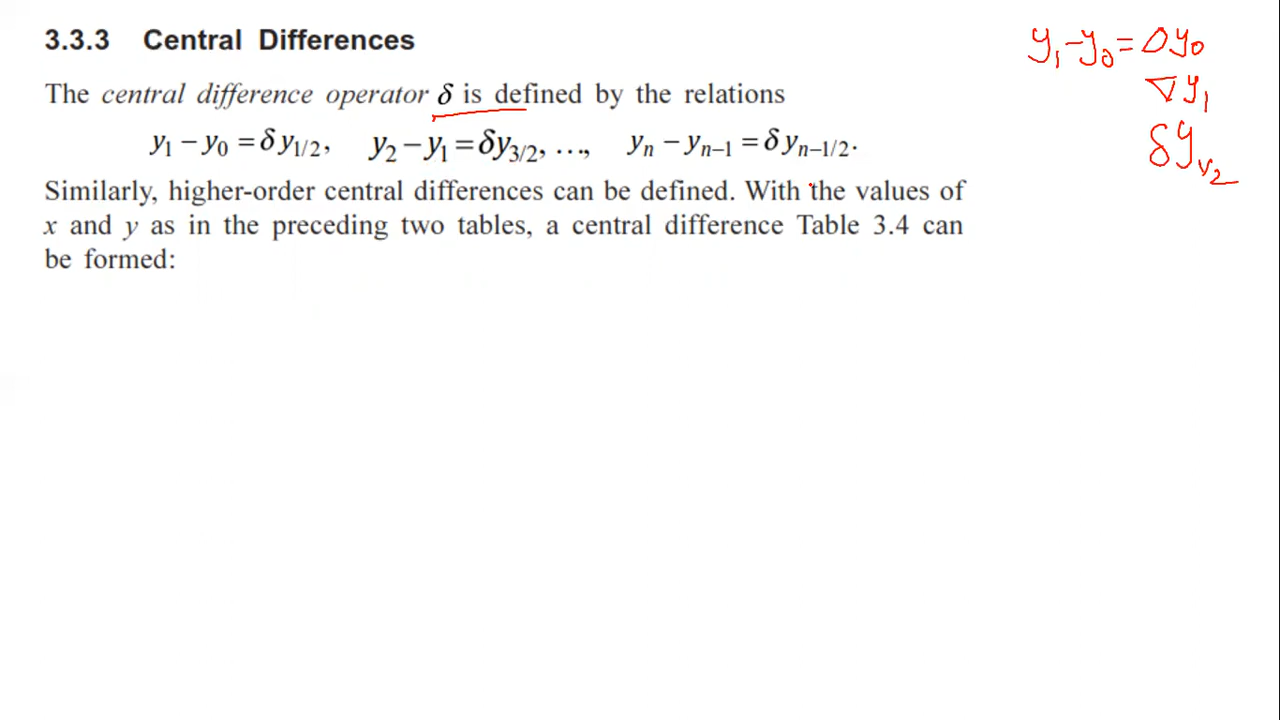 3.3.3 Central Differences
The central difference operator δ is defined by the relations
y₁ − y₀ = δy₁/₂, y₂ − y₁ = δy₃/₂, ..., yₙ − yₙ₋₁ = δyₙ₋₁/₂.
Similarly, higher-order central differences can be defined. With the values of
x and y as in the preceding two tables, a central difference Table 3.4 can
be formed:
y₁ − y₀ = Δy₀
∇y₁
δy₁/₂